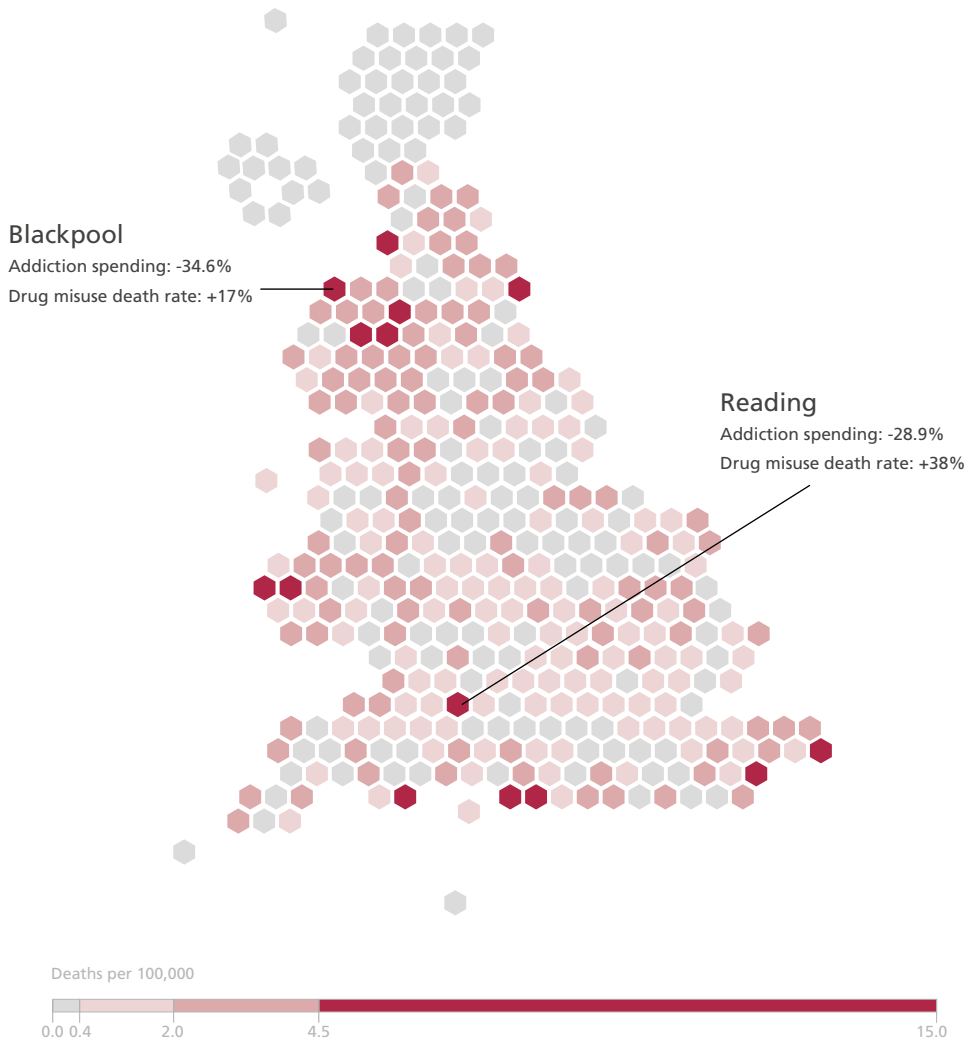 Blackpool
Addiction spending: -34.6%
Drug misuse death rate: +17%
Reading
Addiction spending: -28.9%
Drug misuse death rate: +38%
Deaths per 100,000
0.0 0.4 2.0 4.5 15.0